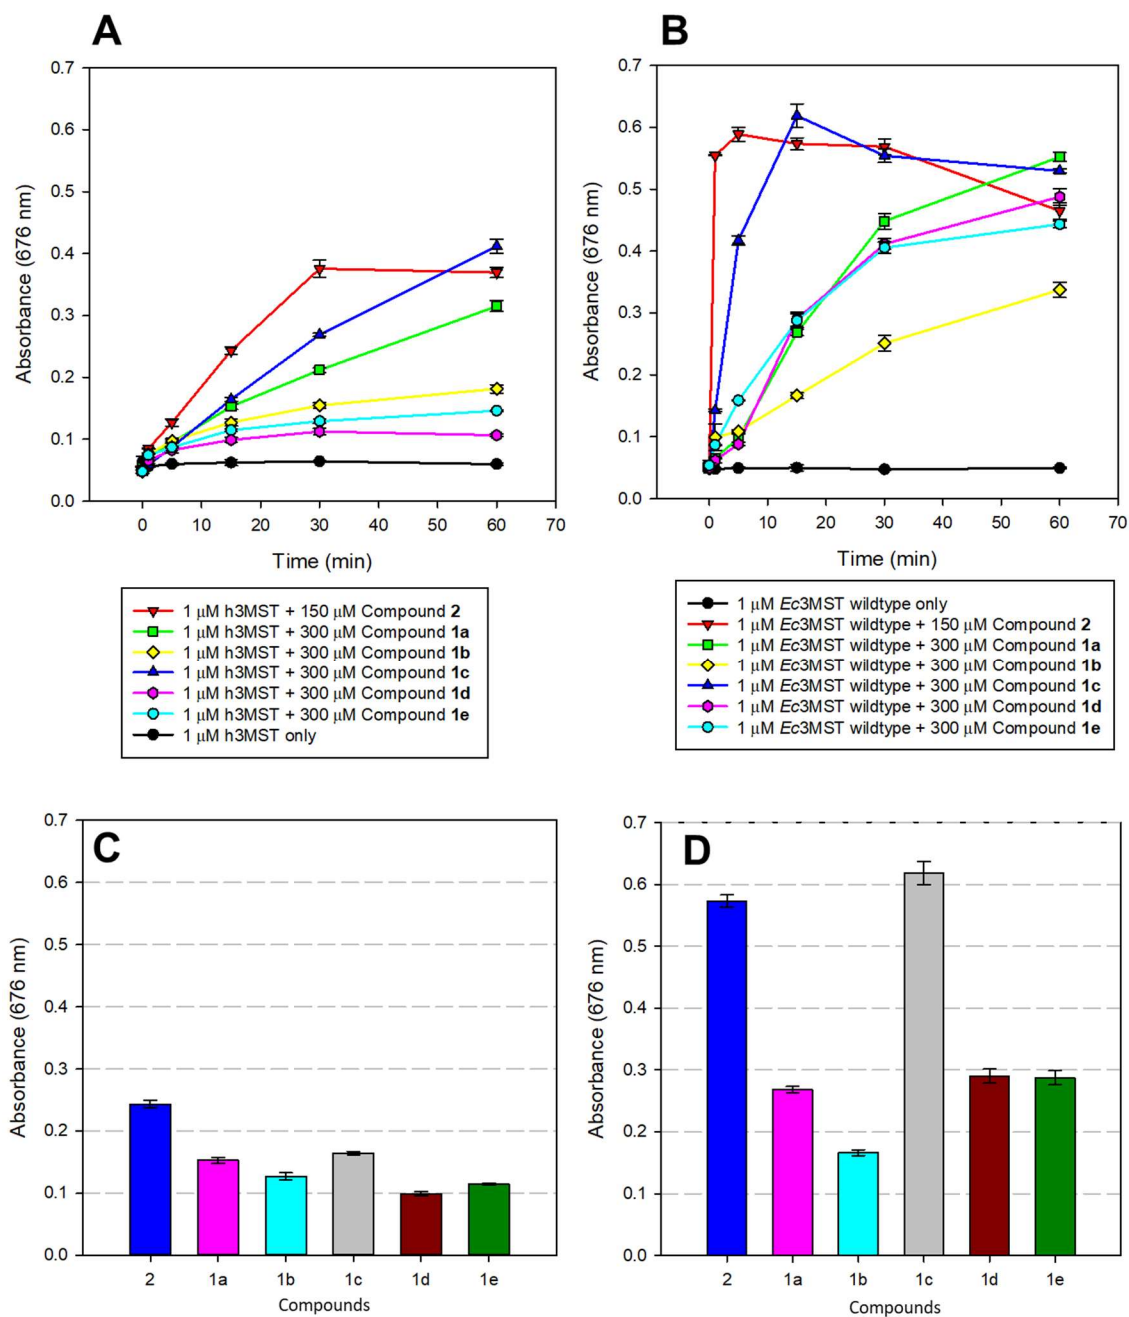 A
0.7
0.6
0.5
0.4
0.3
0.2
0.1
0.0
Absorbance (676 nm)
0 10 20 30 40 50 60 70
Time (min)
1 μM h3MST + 150 μM Compound 2
1 μM h3MST + 300 μM Compound 1a
1 μM h3MST + 300 μM Compound 1b
1 μM h3MST + 300 μM Compound 1c
1 μM h3MST + 300 μM Compound 1d
1 μM h3MST + 300 μM Compound 1e
1 μM h3MST only
B
0.7
0.6
0.5
0.4
0.3
0.2
0.1
0.0
Absorbance (676 nm)
0 10 20 30 40 50 60 70
Time (min)
1 μM Ec3MST wildtype only
1 μM Ec3MST wildtype + 150 μM Compound 2
1 μM Ec3MST wildtype + 300 μM Compound 1a
1 μM Ec3MST wildtype + 300 μM Compound 1b
1 μM Ec3MST wildtype + 300 μM Compound 1c
1 μM Ec3MST wildtype + 300 μM Compound 1d
1 μM Ec3MST wildtype + 300 μM Compound 1e
C
0.7
0.6
0.5
0.4
0.3
0.2
0.1
0.0
Absorbance (676 nm)
2 1a 1b 1c 1d 1e
Compounds
D
0.7
0.6
0.5
0.4
0.3
0.2
0.1
0.0
Absorbance (676 nm)
2 1a 1b 1c 1d 1e
Compounds